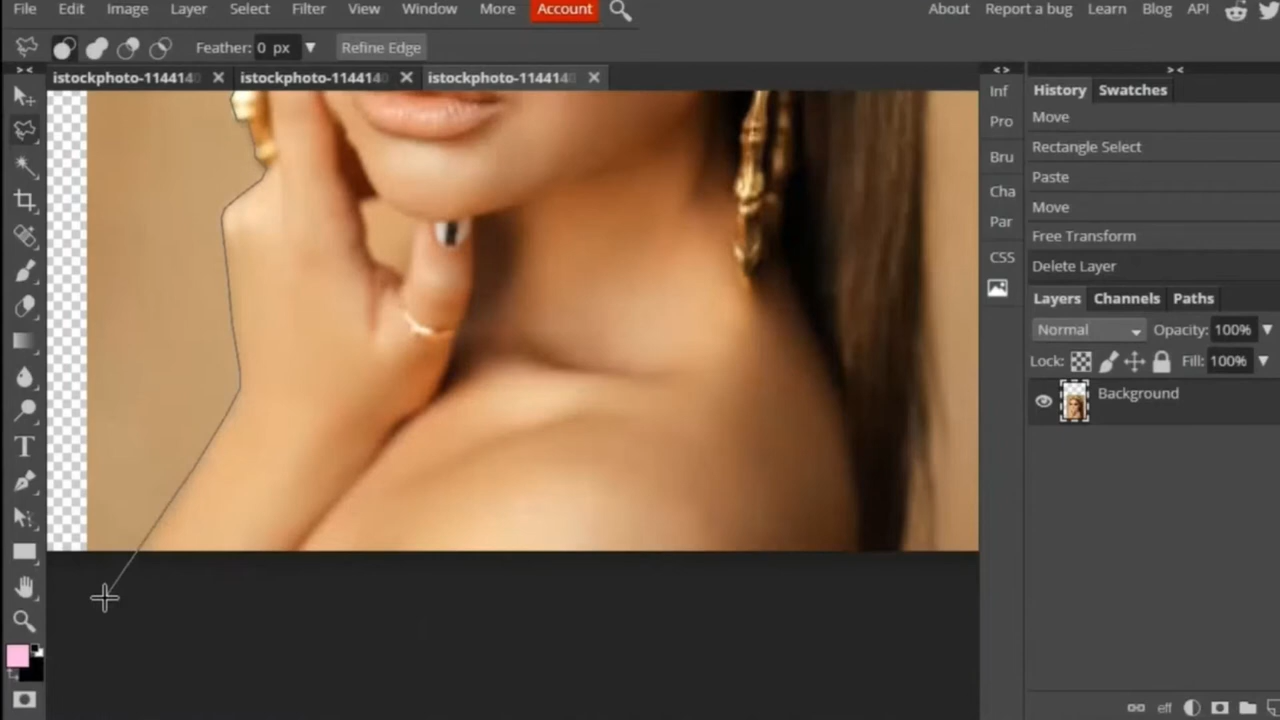 File Edit Image Layer Select Filter View Window More Account About Report a bug Learn Blog API
Feather: 0 px Refine Edge
istockphoto-114414 istockphoto-114414 istockphoto-114414
Inf
Pro
Bru
Cha
Par
CSS
History Swatches
Move
Rectangle Select
Paste
Move
Free Transform
Delete Layer
Layers Channels Paths
Normal Opacity: 100%
Lock: Fill: 100%
Background
T
eff